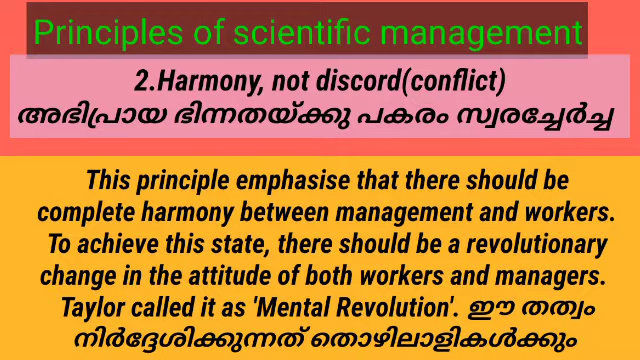 Principles of scientific management
2.Harmony, not discord(conflict)
അഭിപ്രായ ഭിന്നതയ്ക്കു പകരം സ്വരച്ചേർച്ച
This principle emphasise that there should be
complete harmony between management and workers.
To achieve this state, there should be a revolutionary
change in the attitude of both workers and managers.
Taylor called it as 'Mental Revolution'. ഈ തത്വം
നിർദ്ദേശിക്കുന്നത് തൊഴിലാളികൾക്കും